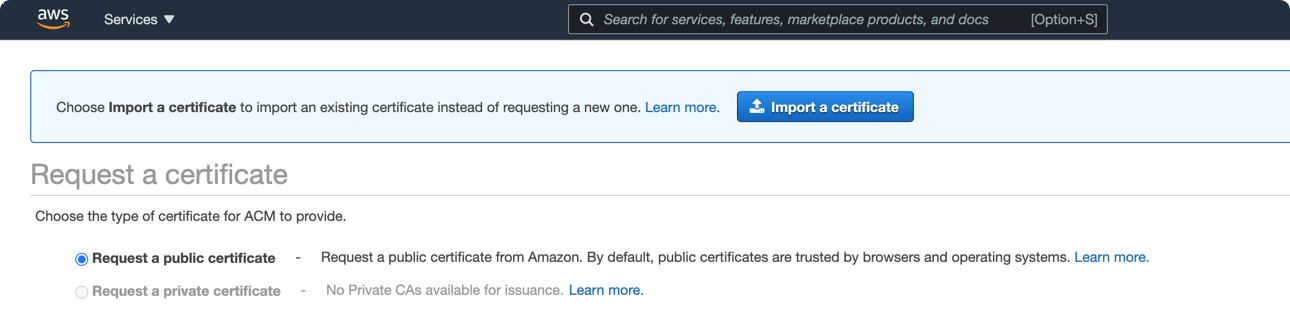 aws Services ▼ Search for services, features, marketplace products, and docs [Option+S]
Choose Import a certificate to import an existing certificate instead of requesting a new one. Learn more. Import a certificate
Request a certificate
Choose the type of certificate for ACM to provide.
Request a public certificate - Request a public certificate from Amazon. By default, public certificates are trusted by browsers and operating systems. Learn more.
Request a private certificate - No Private CAs available for issuance. Learn more.